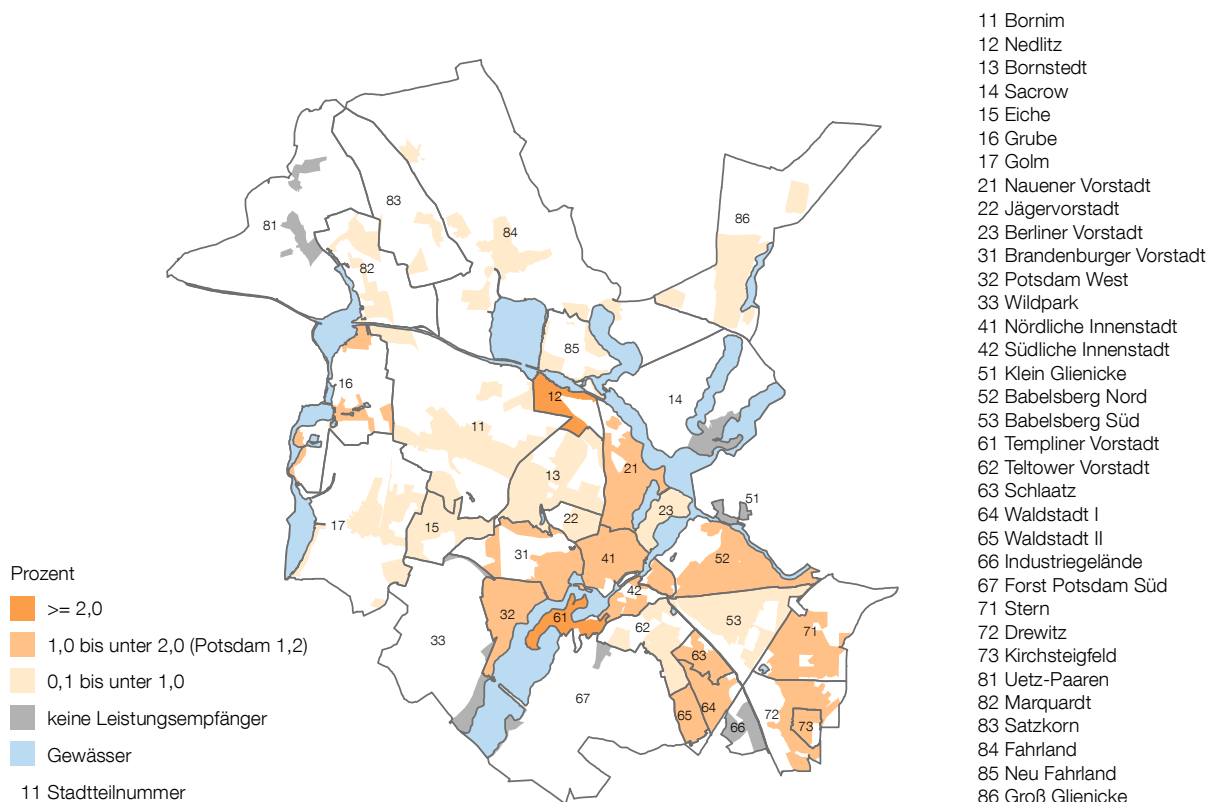 11 Bornim
12 Nedlitz
13 Bornstedt
14 Sacrow
15 Eiche
16 Grube
17 Golm
21 Nauener Vorstadt
22 Jägervorstadt
23 Berliner Vorstadt
31 Brandenburger Vorstadt
32 Potsdam West
33 Wildpark
41 Nördliche Innenstadt
42 Südliche Innenstadt
51 Klein Glienicke
52 Babelsberg Nord
53 Babelsberg Süd
61 Templiner Vorstadt
62 Teltower Vorstadt
63 Schlaatz
64 Waldstadt I
65 Waldstadt II
66 Industriegelände
67 Forst Potsdam Süd
71 Stern
72 Drewitz
73 Kirchsteigfeld
81 Uetz-Paaren
82 Marquardt
83 Satzkorn
84 Fahrland
85 Neu Fahrland
86 Groß Glienicke
83
86
81
84
82
85
16
12
14
11
21
13
51
17
15
22
23
31
41
52
42
32
61
62
53
71
33
63
67
64
65
66
72
73
Prozent
>= 2,0
1,0 bis unter 2,0 (Potsdam 1,2)
0,1 bis unter 1,0
keine Leistungsempfänger
Gewässer
11 Stadtteilnummer